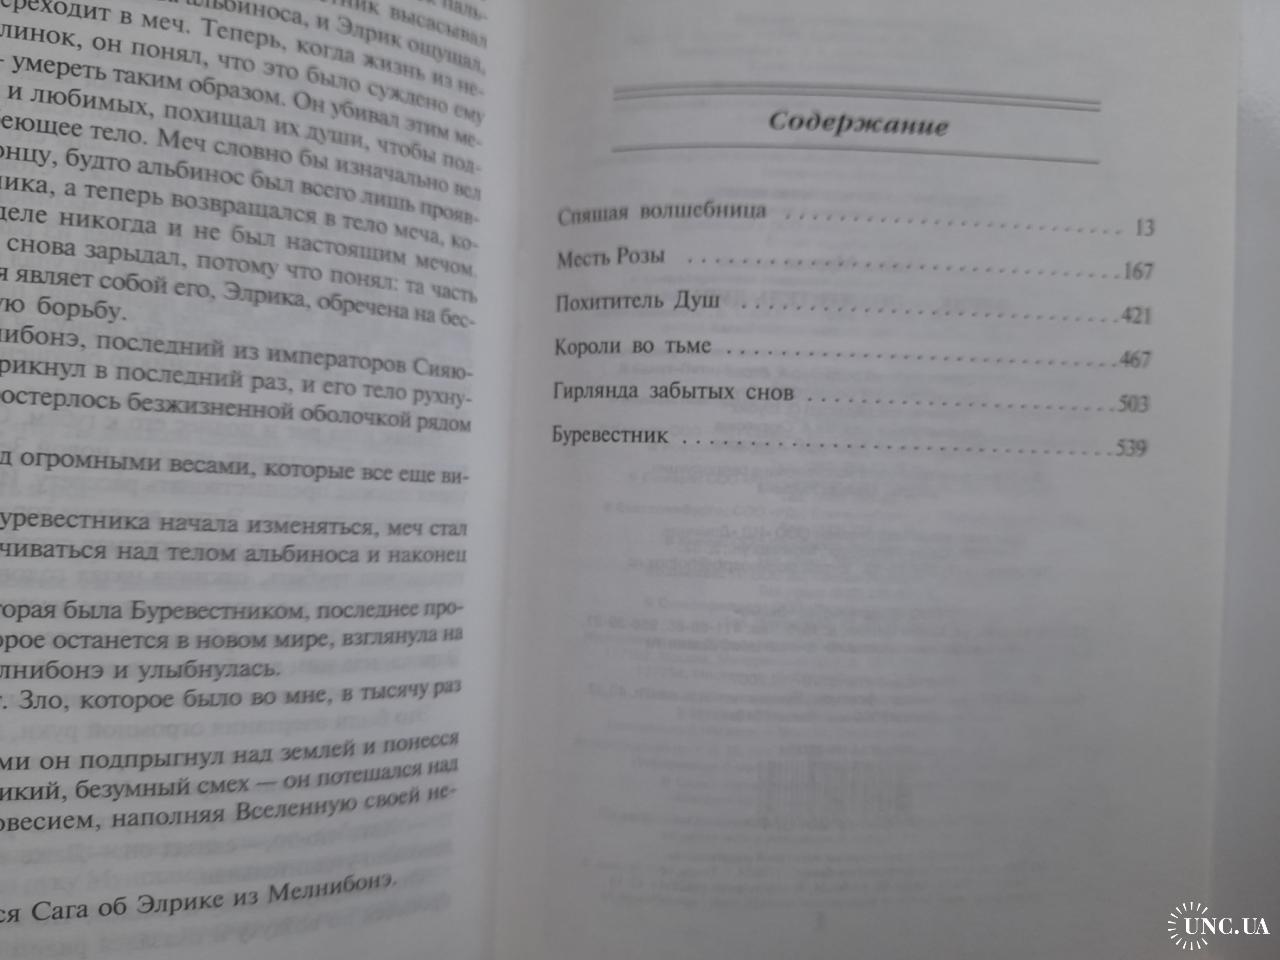 альбиноса, и Элрик ощущал,
переходит в меч. Теперь, когда жизнь из не-
линок, он понял, что это было суждено ему
- умереть таким образом. Он убивал этим ме-
и любимых, похищал их души, чтобы под-
еющее тело. Меч словно бы изначально вел
онцу, будто альбинос был всего лишь прояв-
ика, а теперь возвращался в тело меча, ко-
деле никогда и не был настоящим мечом.
снова зарыдал, потому что понял: та часть
я являет собой его, Элрика, обречена на бес-
ую борьбу.
нибонэ, последний из императоров Сияю-
рикнул в последний раз, и его тело рухну-
остерлось безжизненной оболочкой рядом
д огромными весами, которые все еще ви-
уревестника начала изменяться, меч стал
чиваться над телом альбиноса и наконец
торая была Буревестником, последнее про-
орое останется в новом мире, взглянула на
лнибонэ и улыбнулась.
. Зло, которое было во мне, в тысячу раз
ми он подпрыгнул над землей и понесся
икий, безумный смех — он потешался над
овесием, наполняя Вселенную своей не-
ся Сага об Элрике из Мелнибонэ.
Содержание
Спящая волшебница . . . . . . . . . . . . . . . . . . . . . . . . 13
Месть Розы . . . . . . . . . . . . . . . . . . . . . . . . . . . . . . 167
Похититель Душ . . . . . . . . . . . . . . . . . . . . . . . . . . 421
Короли во тьме . . . . . . . . . . . . . . . . . . . . . . . . . . . 467
Гирлянда забытых снов . . . . . . . . . . . . . . . . . . . . . 503
Буревестник . . . . . . . . . . . . . . . . . . . . . . . . . . . . . . 539
UNC.UA